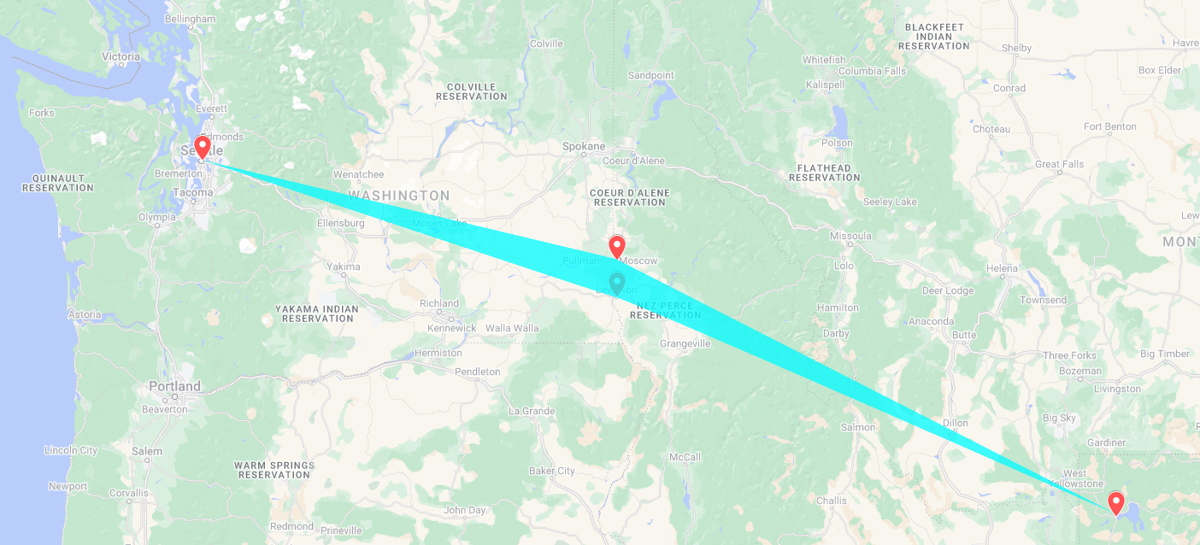 Bellingham
BLACKFEET
INDIAN
RESERVATION
Colville
Shelby
Havre
Victoria
Whitefish
Columbia Falls
Box Elder
Sandpoint
Kalispell
COLVILLE
RESERVATION
Conrad
Forks
Everett
Edmonds
Choteau
Fort Benton
Seattle
Spokane
Polson
Coeur d'Alene
Great Falls
Bremerton
Wenatchee
FLATHEAD
RESERVATION
QUINAULT
RESERVATION
Tacoma
WASHINGTON
COEUR D'ALENE
RESERVATION
Seeley Lake
Lew
Olympia
Ellensburg
Moses Lake
Missoula
MONT
Yakima
Pullman
Moscow
Lolo
Helena
Lewiston
Deer Lodge
Townsend
Richland
NEZ PERCE
RESERVATION
Hamilton
YAKAMA INDIAN
RESERVATION
Astoria
Kennewick
Walla Walla
Anaconda
Darby
Butte
Grangeville
Hermiston
Three Forks
Big Timber
Pendleton
Bozeman
Portland
Livingston
Beaverton
La Grande
Big Sky
Dillon
Salmon
Lincoln City
Salem
Gardiner
McCall
WARM SPRINGS
RESERVATION
Baker City
West
Yellowstone
Newport
Corvallis
Challis
John Day
Redmond
Prineville